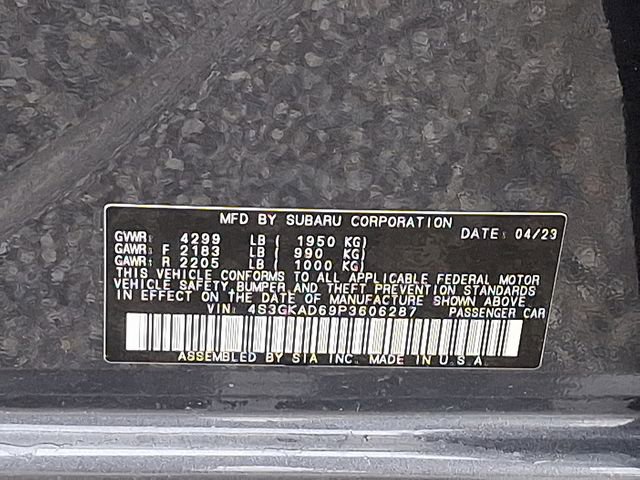 MFD BY SUBARU CORPORATION
GVWR: 4299 LB ( 1950 KG) DATE: 04/23
GAWR: F 2183 LB ( 990 KG)
GAWR: R 2205 LB ( 1000 KG)
THIS VEHICLE CONFORMS TO ALL APPLICABLE FEDERAL MOTOR
VEHICLE SAFETY, BUMPER, AND THEFT PREVENTION STANDARDS
IN EFFECT ON THE DATE OF MANUFACTURE SHOWN ABOVE
VIN: 4S3GKAD69P3606287 PASSENGER CAR
ASSEMBLED BY SIA INC. MADE IN U.S.A.